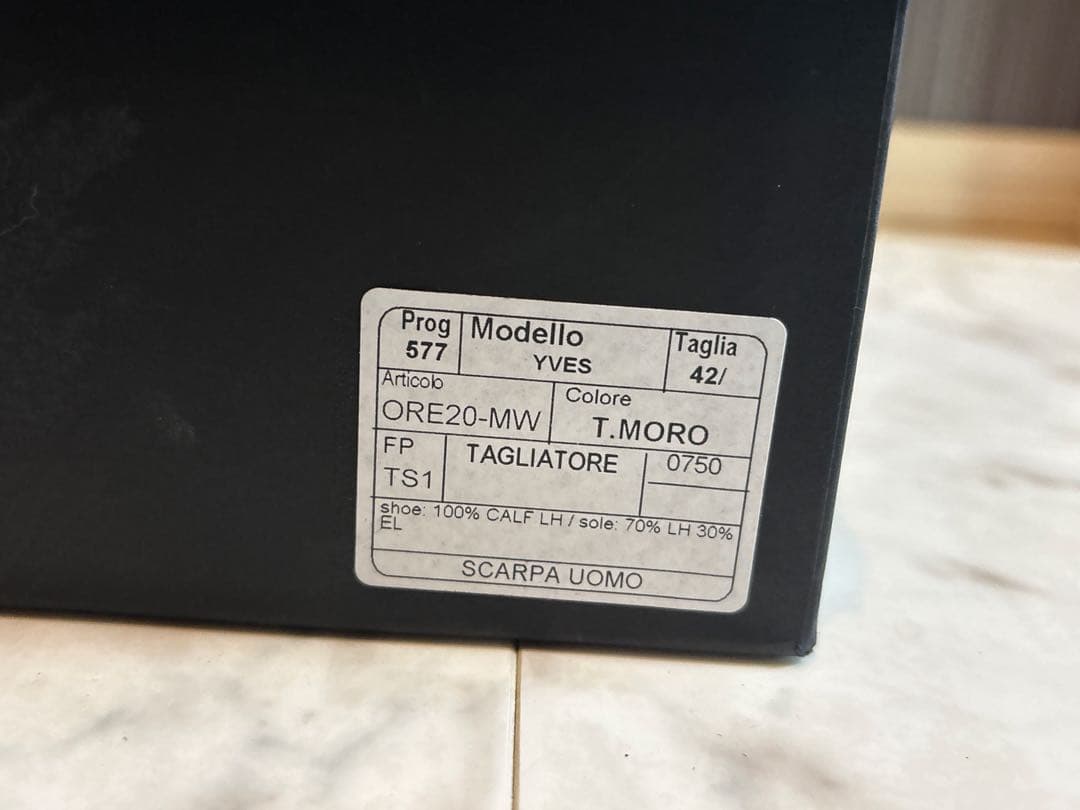 Prog Modello Taglia
577 YVES 42/
Articolo Colore
ORE20-MW T.MORO
FP TAGLIATORE 0750
TS1
shoe: 100% CALF LH / sole: 70% LH 30%
EL
SCARPA UOMO